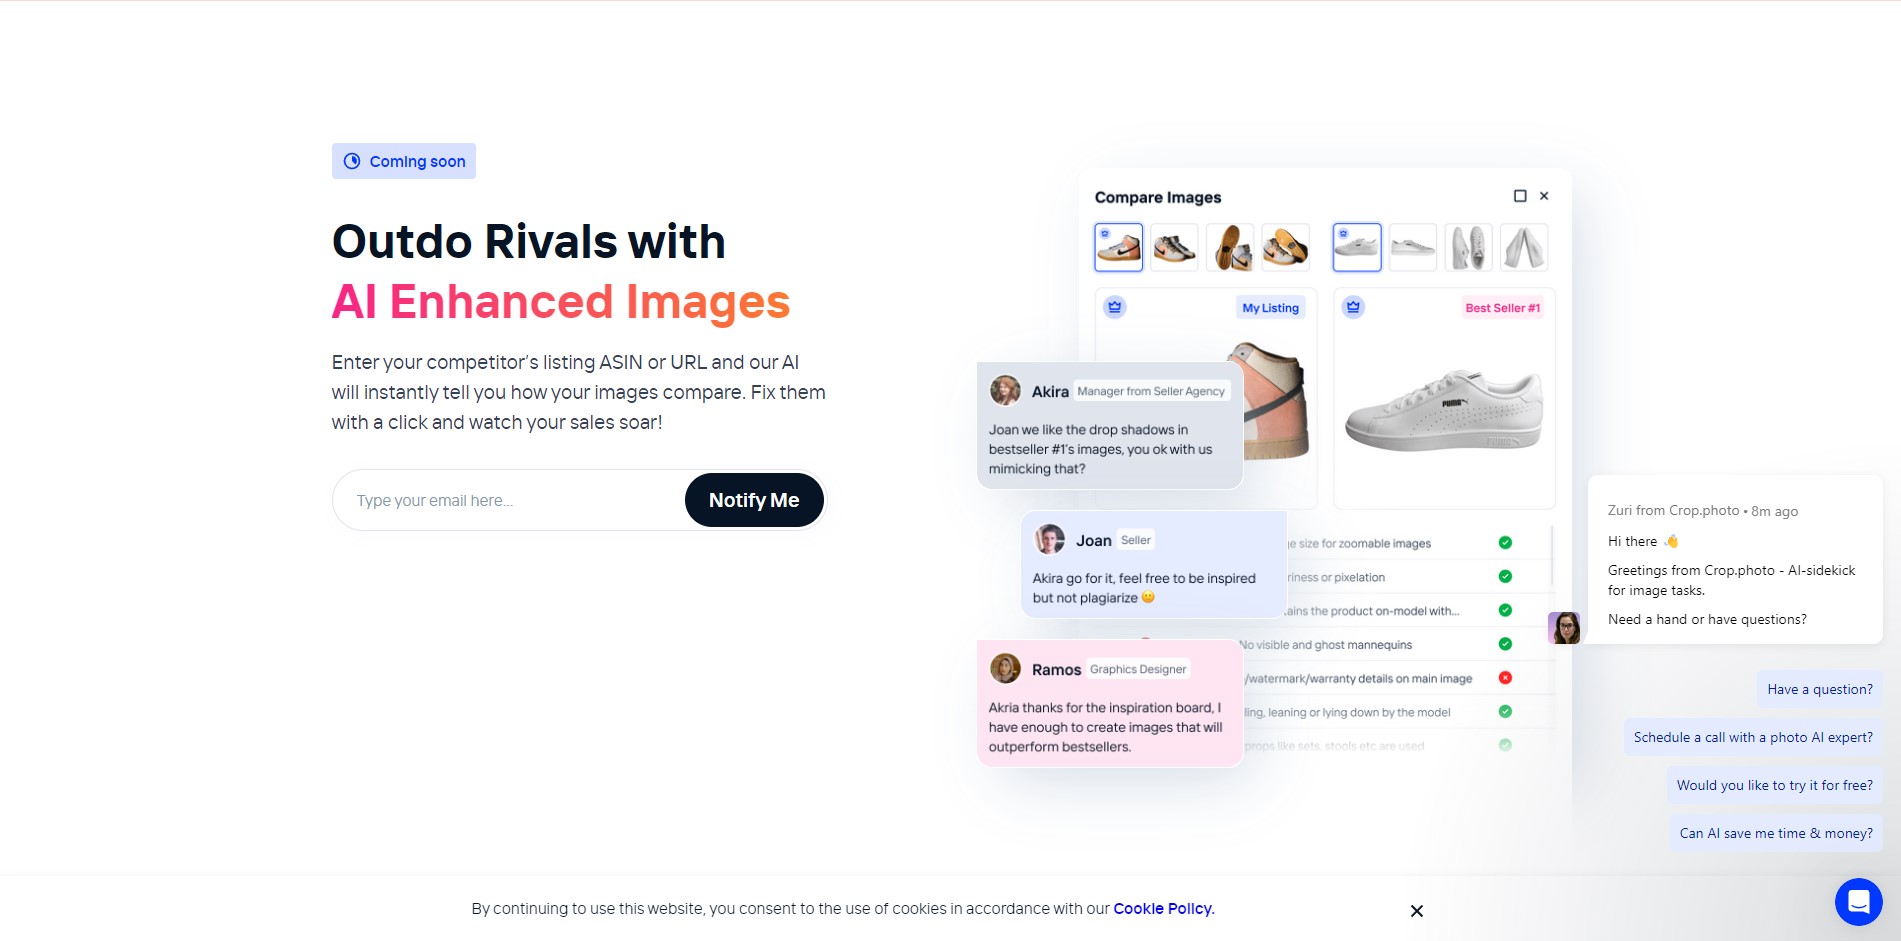 Coming soon
Outdo Rivals with
AI Enhanced Images
Enter your competitor's listing ASIN or URL and our AI
will instantly tell you how your images compare. Fix them
with a click and watch your sales soar!
Type your email here...
Notify Me
Compare Images
My Listing
Best Seller #1
PUMA
Akira
Manager from Seller Agency
Joan we like the drop shadows in
bestseller #1's images, you ok with us
mimicking that?
Joan
Seller
Akira go for it, feel free to be inspired
but not plagiarize 😀
Ramos
Graphics Designer
Akria thanks for the inspiration board, I
have enough to create images that will
outperform bestsellers.
size for zoomable images
or pixelation
the product on-model with...
No visible and ghost mannequins
/watermark/warranty details on main image
leaning or lying down by the model
props like sets, stools etc are used
Zuri from Crop.photo • 8m ago
Hi there 👋
Greetings from Crop.photo - AI-sidekick
for image tasks.
Need a hand or have questions?
Have a question?
Schedule a call with a photo AI expert?
Would you like to try it for free?
Can AI save me time & money?
By continuing to use this website, you consent to the use of cookies in accordance with our Cookie Policy.